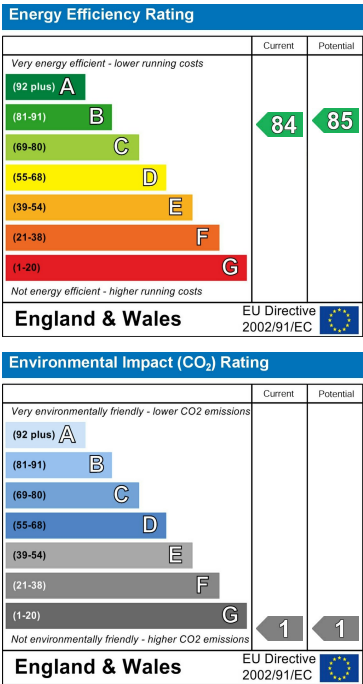 Energy Efficiency Rating
Current Potential
Very energy efficient - lower running costs
(92 plus) A
(81-91) B
84 85
(69-80) C
(55-68) D
(39-54) E
(21-38) F
(1-20) G
Not energy efficient - higher running costs
England & Wales
EU Directive
2002/91/EC
Environmental Impact (CO₂) Rating
Current Potential
Very environmentally friendly - lower CO2 emissions
(92 plus) A
(81-91) B
(69-80) C
(55-68) D
(39-54) E
(21-38) F
(1-20) G
1 1
Not environmentally friendly - higher CO2 emissions
England & Wales
EU Directive
2002/91/EC